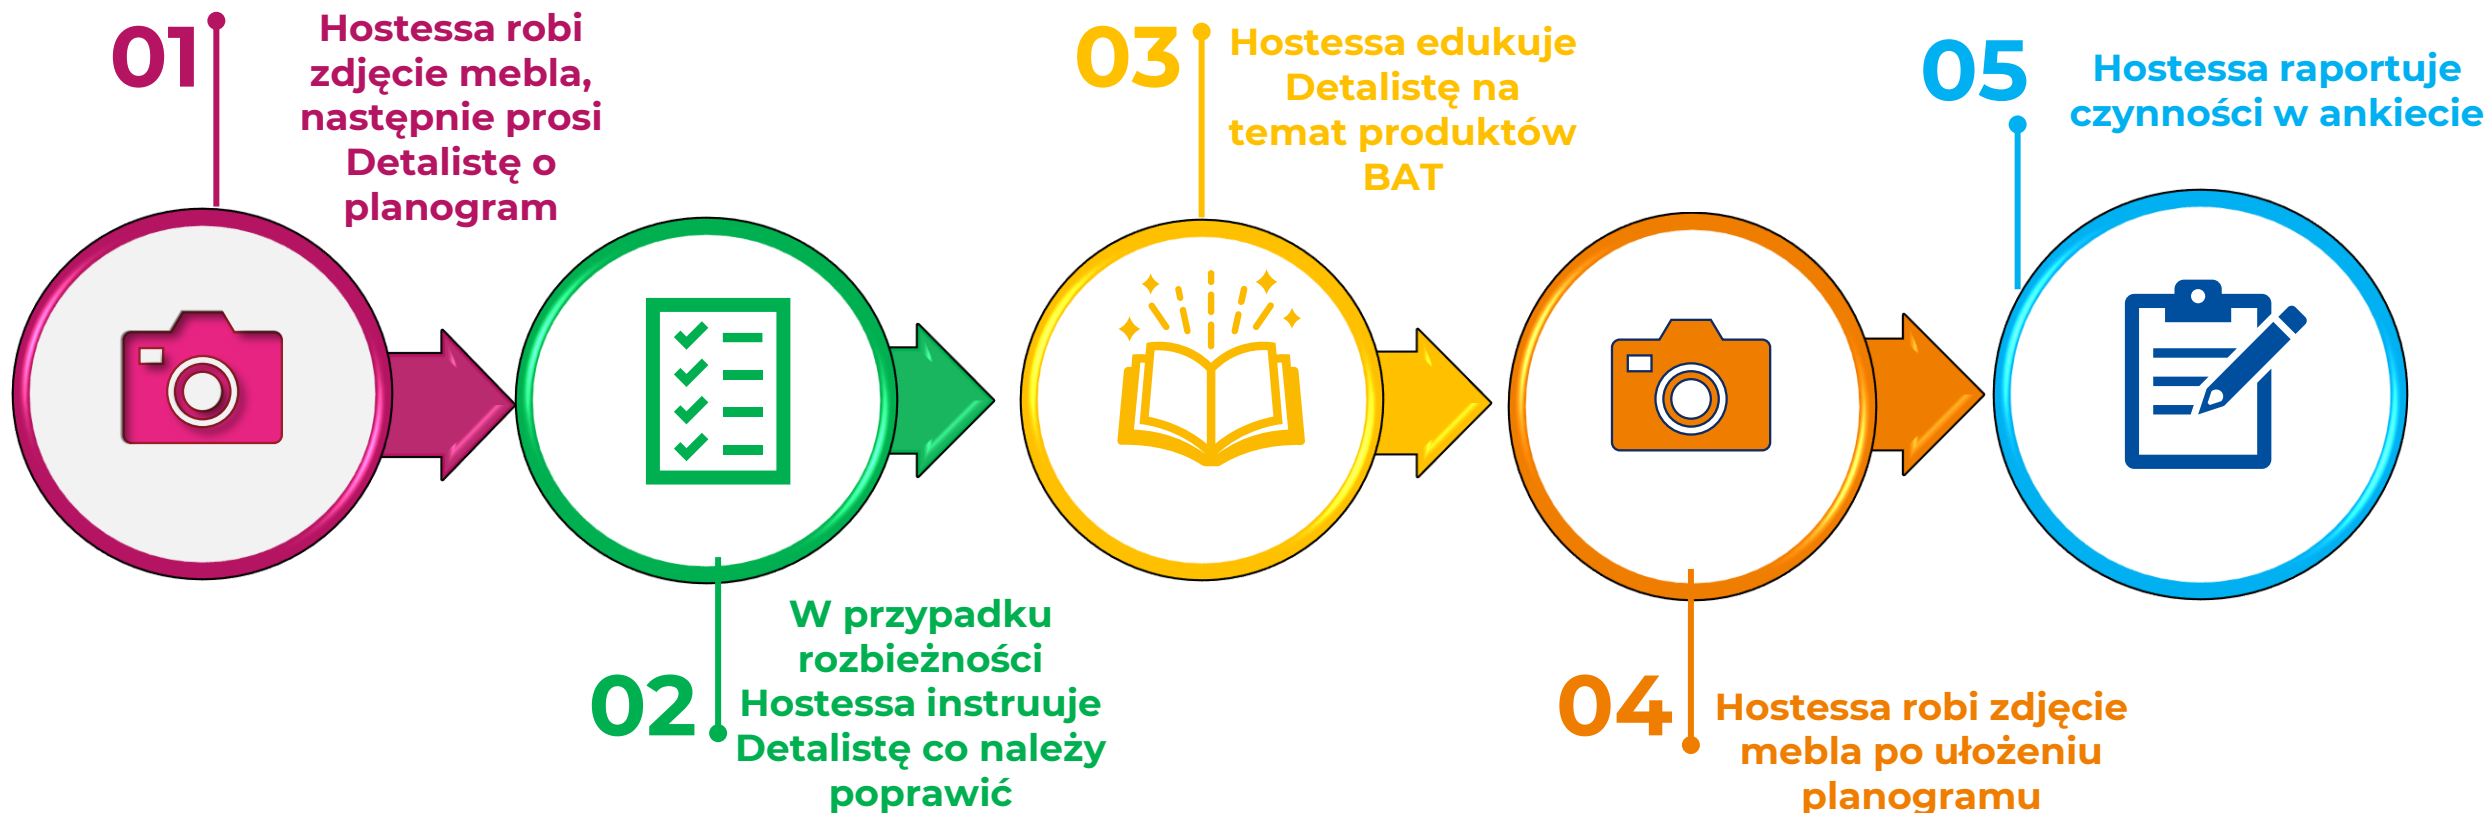 01
Hostessa robi
zdjęcie mebla,
następnie prosi
Detalistę o
planogram
02
W przypadku
rozbieżności
Hostessa instruuje
Detalistę co należy
poprawić
03
Hostessa edukuje
Detalistę na
temat produktów
BAT
04
Hostessa robi zdjęcie
mebla po ułożeniu
planogramu
05
Hostessa raportuje
czynności w ankiecie